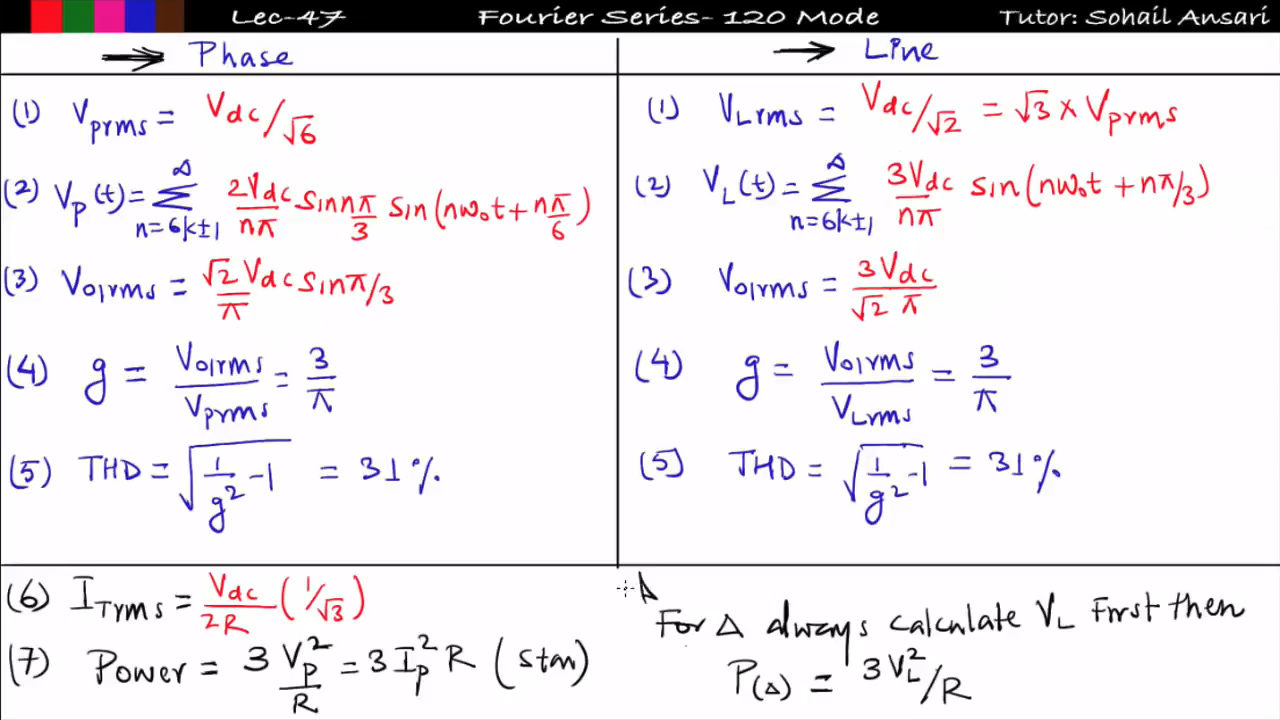 Lec-47 Fourier Series- 120 Mode Tutor: Sohail Ansari
Phase
(1) Vprms = Vdc/√6
(2) Vp(t) = ∞ Σ n=6k±1 2Vdc/nπ sin nπ/3 sin(nω₀t + nπ/6)
(3) V01rms = √2 Vdc/π sin π/3
(4) g = V01rms/Vprms = 3/π
(5) THD = √(1/g² - 1) = 31%
Line
(1) VLrms = Vdc/√2 = √3 × Vprms
(2) VL(t) = ∞ Σ n=6k±1 3Vdc/nπ sin(nω₀t + nπ/3)
(3) V01rms = 3Vdc/√2 π
(4) g = V01rms/VLrms = 3/π
(5) THD = √(1/g² - 1) = 31%
(6) ITrms = Vdc/2R (1/√3)
(7) Power = 3 Vp²/R = 3 Ip² R (star)
For Δ always calculate VL First then
P(Δ) = 3 VL²/R